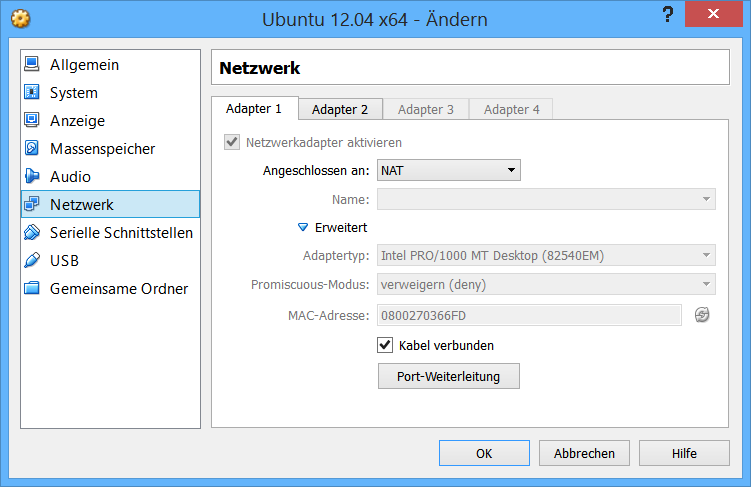 Ubuntu 12.04 x64 - Ändern
?
Allgemein
System
Anzeige
Massenspeicher
Audio
Netzwerk
Serielle Schnittstellen
USB
Gemeinsame Ordner
Netzwerk
Adapter 1 Adapter 2 Adapter 3 Adapter 4
Netzwerkadapter aktivieren
Angeschlossen an: NAT
Name:
Erweitert
Adaptertyp: Intel PRO/1000 MT Desktop (82540EM)
Promiscuous-Modus: verweigern (deny)
MAC-Adresse: 0800270366FD
Kabel verbunden
Port-Weiterleitung
OK Abbrechen Hilfe